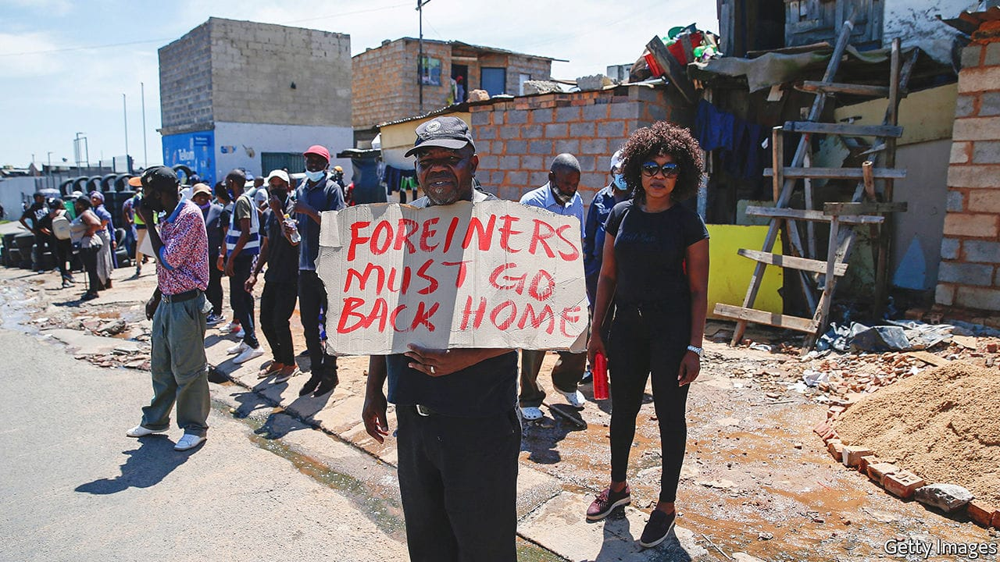 FOREINERS
MUST GO
BACK HOME
Telkom
Getty Images